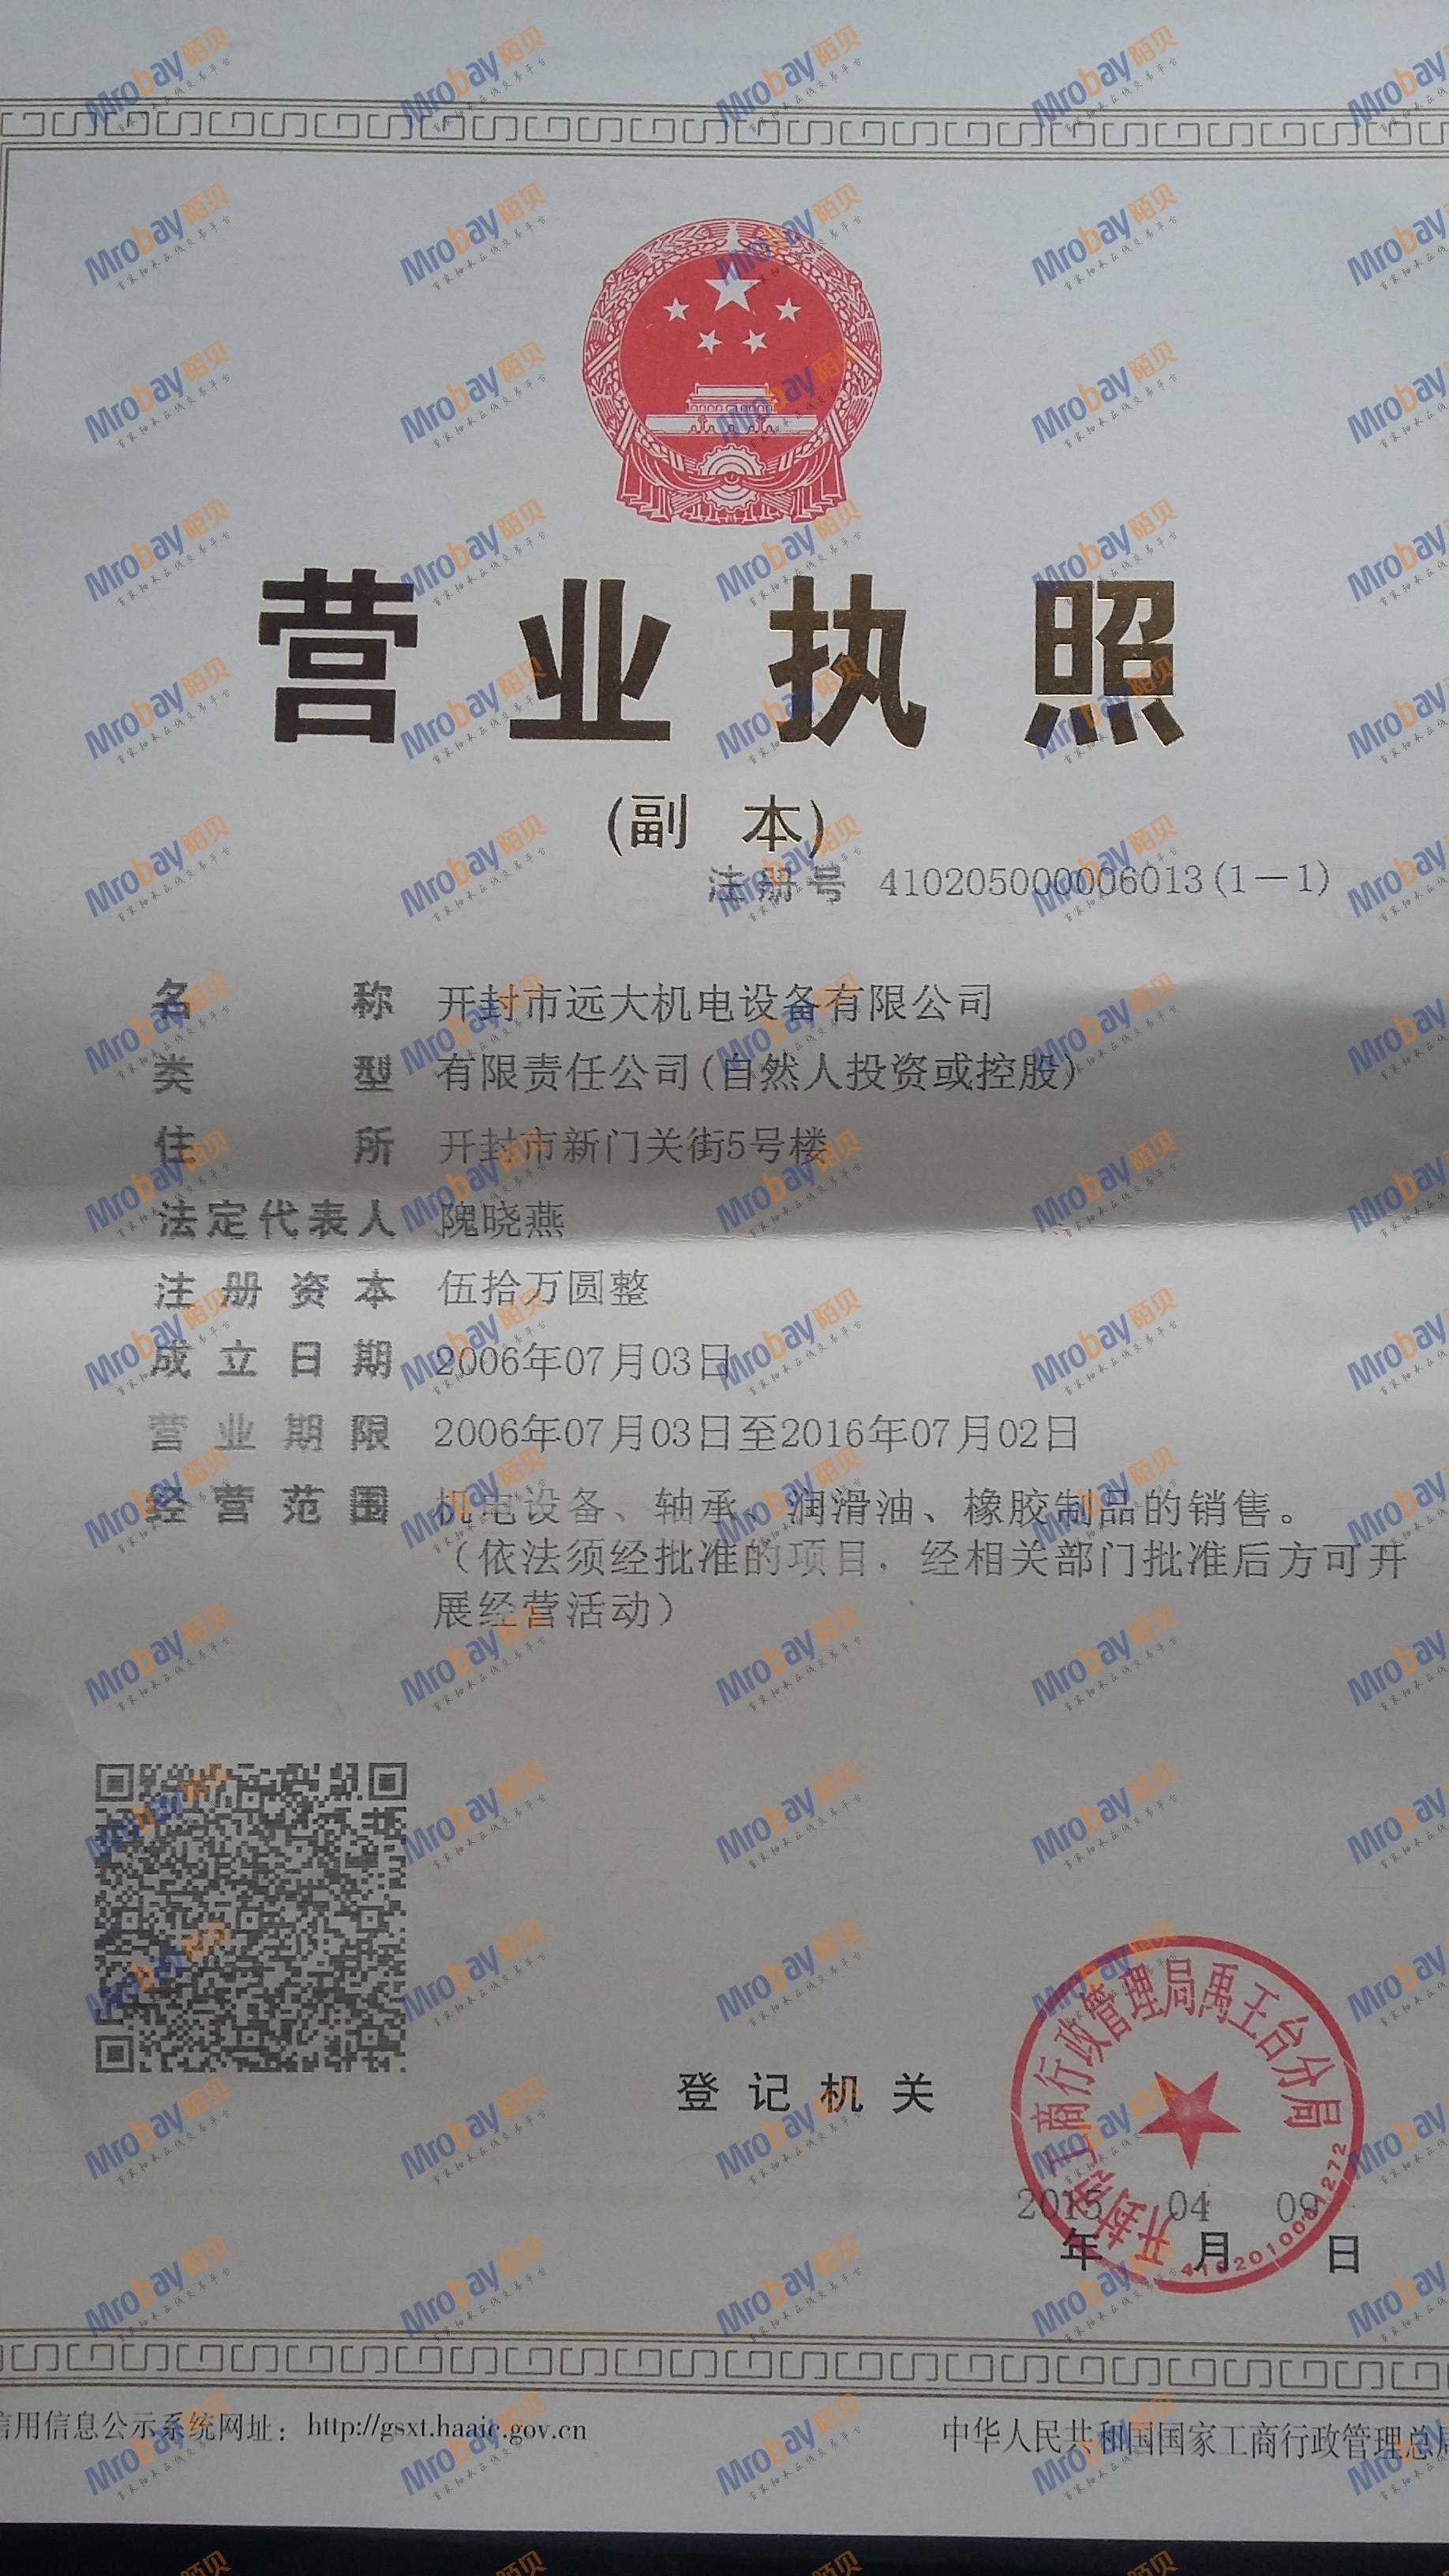 营业执照
(副 本)
注册号 410205000006013(1－1)
名称 开封市远大机电设备有限公司
类型 有限责任公司(自然人投资或控股)
住所 开封市新门关街5号楼
法定代表人 隗晓燕
注册资本 伍拾万圆整
成立日期 2006年07月03日
营业期限 2006年07月03日至2016年07月02日
经营范围 机电设备、轴承、润滑油、橡胶制品的销售。
（依法须经批准的项目，经相关部门批准后方可开
展经营活动）
登记机关
开封市工商行政管理局禹王台分局
2015 04 09
年 月 日
信用信息公示系统网址：http://gsxt.haaic.gov.cn
中华人民共和国国家工商行政管理总局
Mrobay陌贝